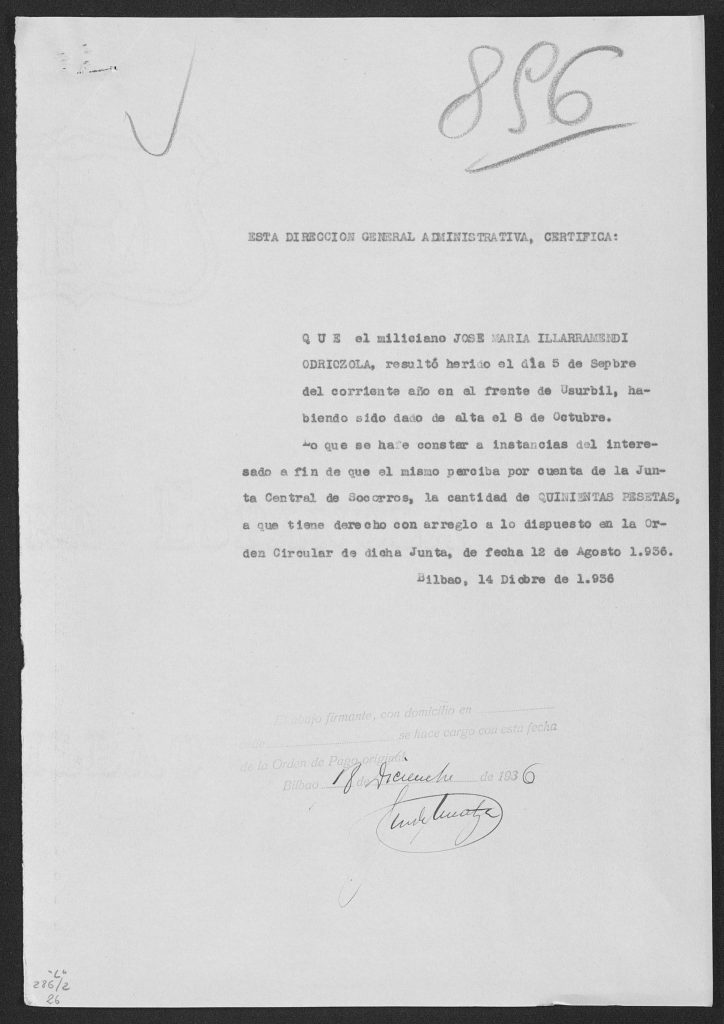 896
ESTA DIRECCION GENERAL ADMINISTRATIVA, CERTIFICA:
Q U E el miliciano JOSE MARIA ILLARRAMENDI
ODRIOZOLA, resultó herido el día 5 de Sepbre
del corriente año en el frente de Usurbil, ha-
biendo sido dado de alta el 8 de Octubre.
Lo que se hafe constar a instancias del intere-
sado a fin de que el mismo perciba por cuenta de la Jun-
ta Central de Socorros, la cantidad de QUINIENTAS PESETAS,
a que tiene derecho con arreglo a lo dispuesto en la Or-
den Circular de dicha Junta, de fecha 12 de Agosto 1.936.
Bilbao, 14 Dicbre de 1.936
El abajo firmante, con domicilio en
de se hace cargo con esta fecha
de la Orden de Pago original.
Bilbao 18 de Diciembre de 1936
"L"
286/2
26